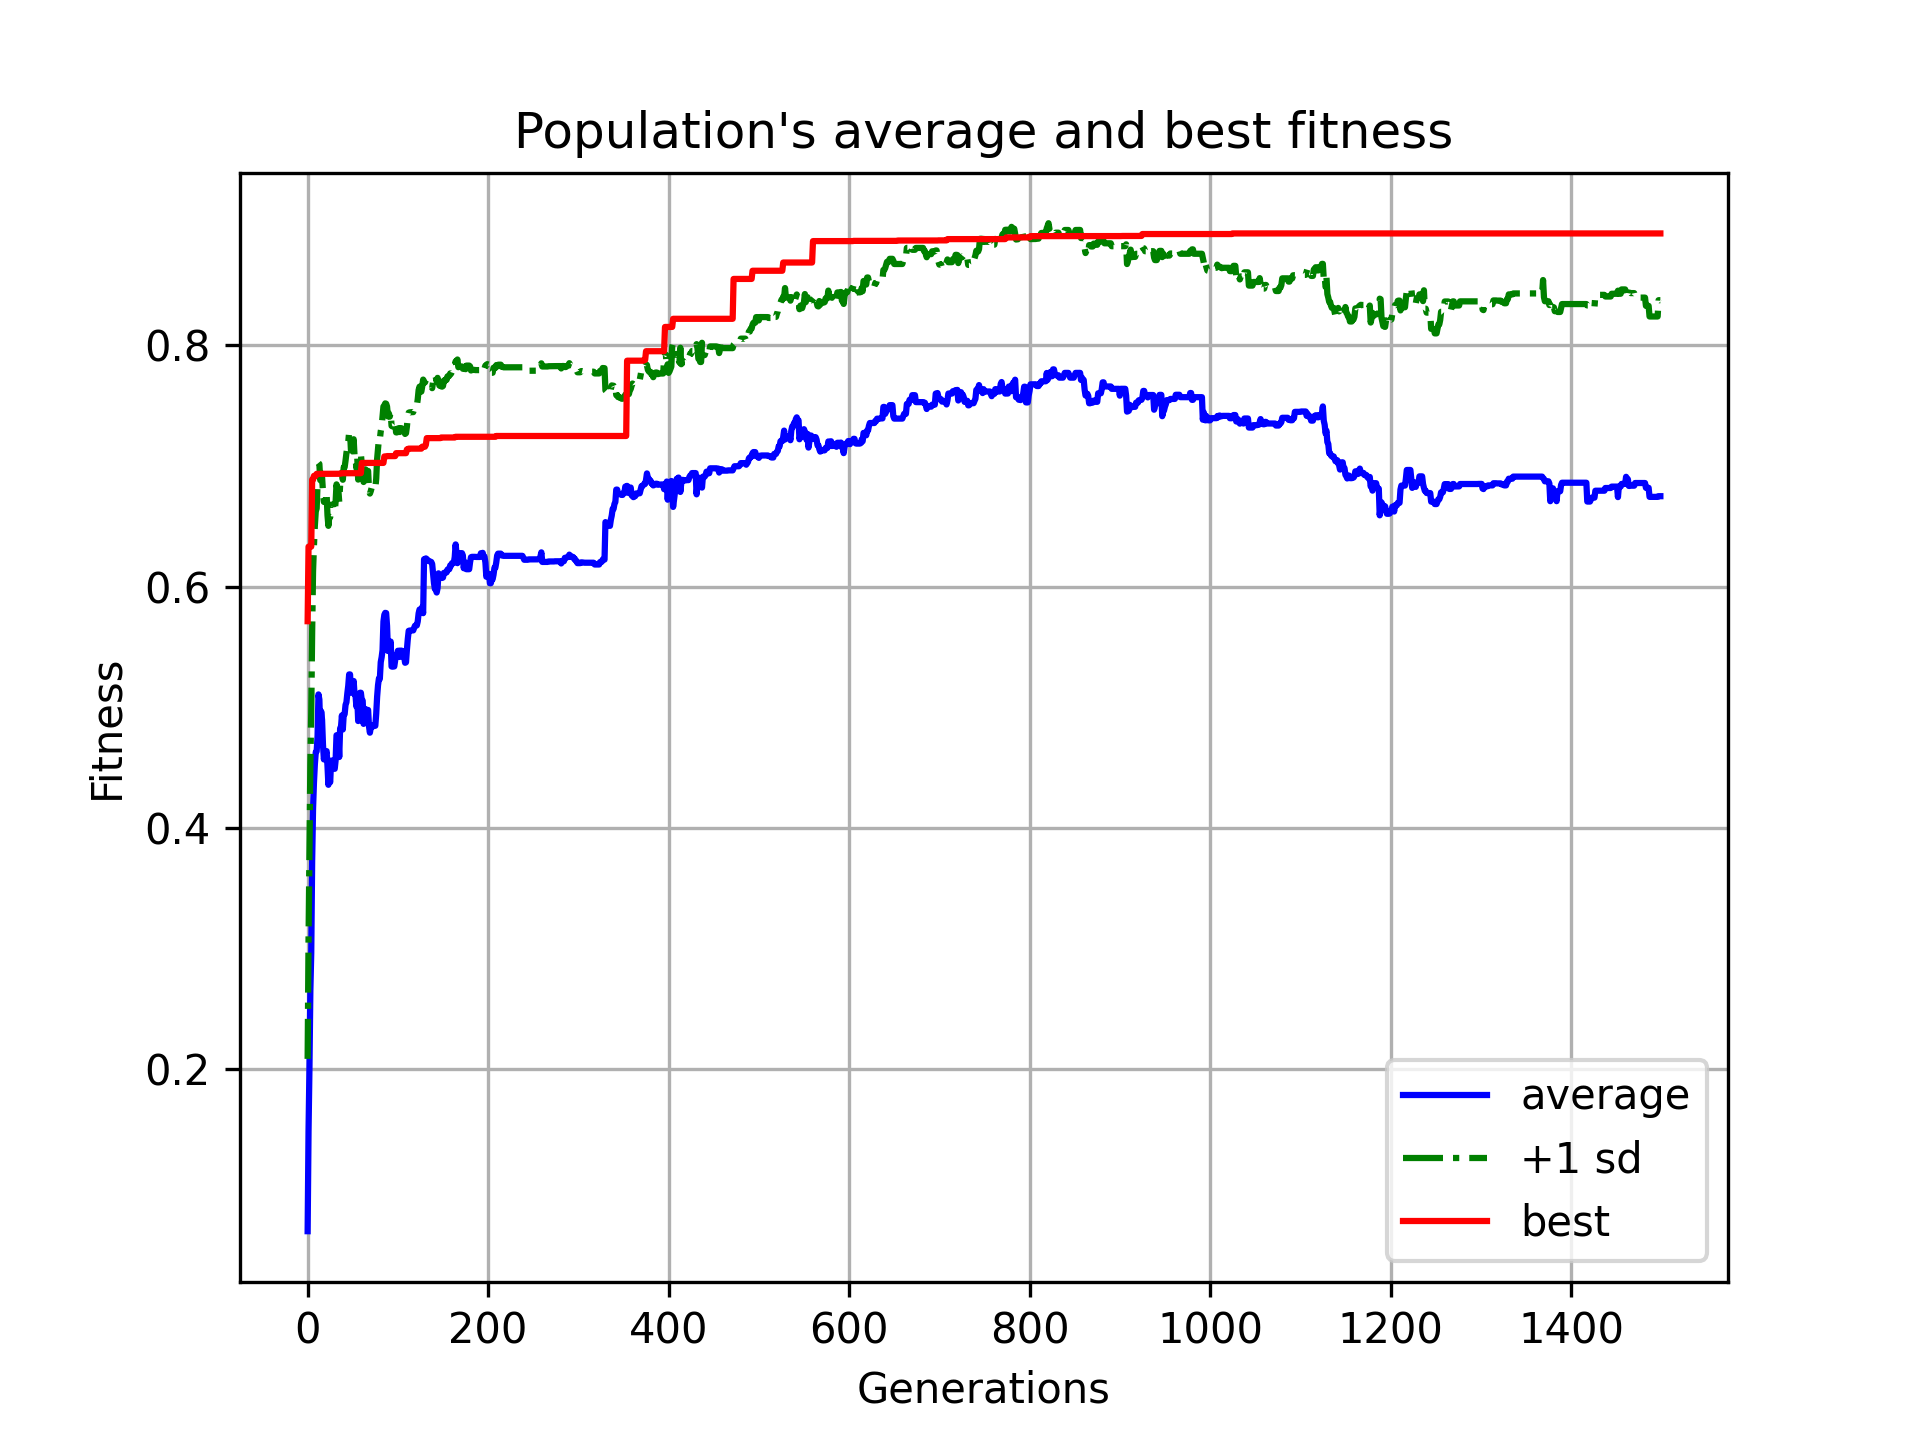 Population's average and best fitness
Fitness
0.8
0.6
0.4
0.2
0 200 400 600 800 1000 1200 1400
Generations
average
+1 sd
best